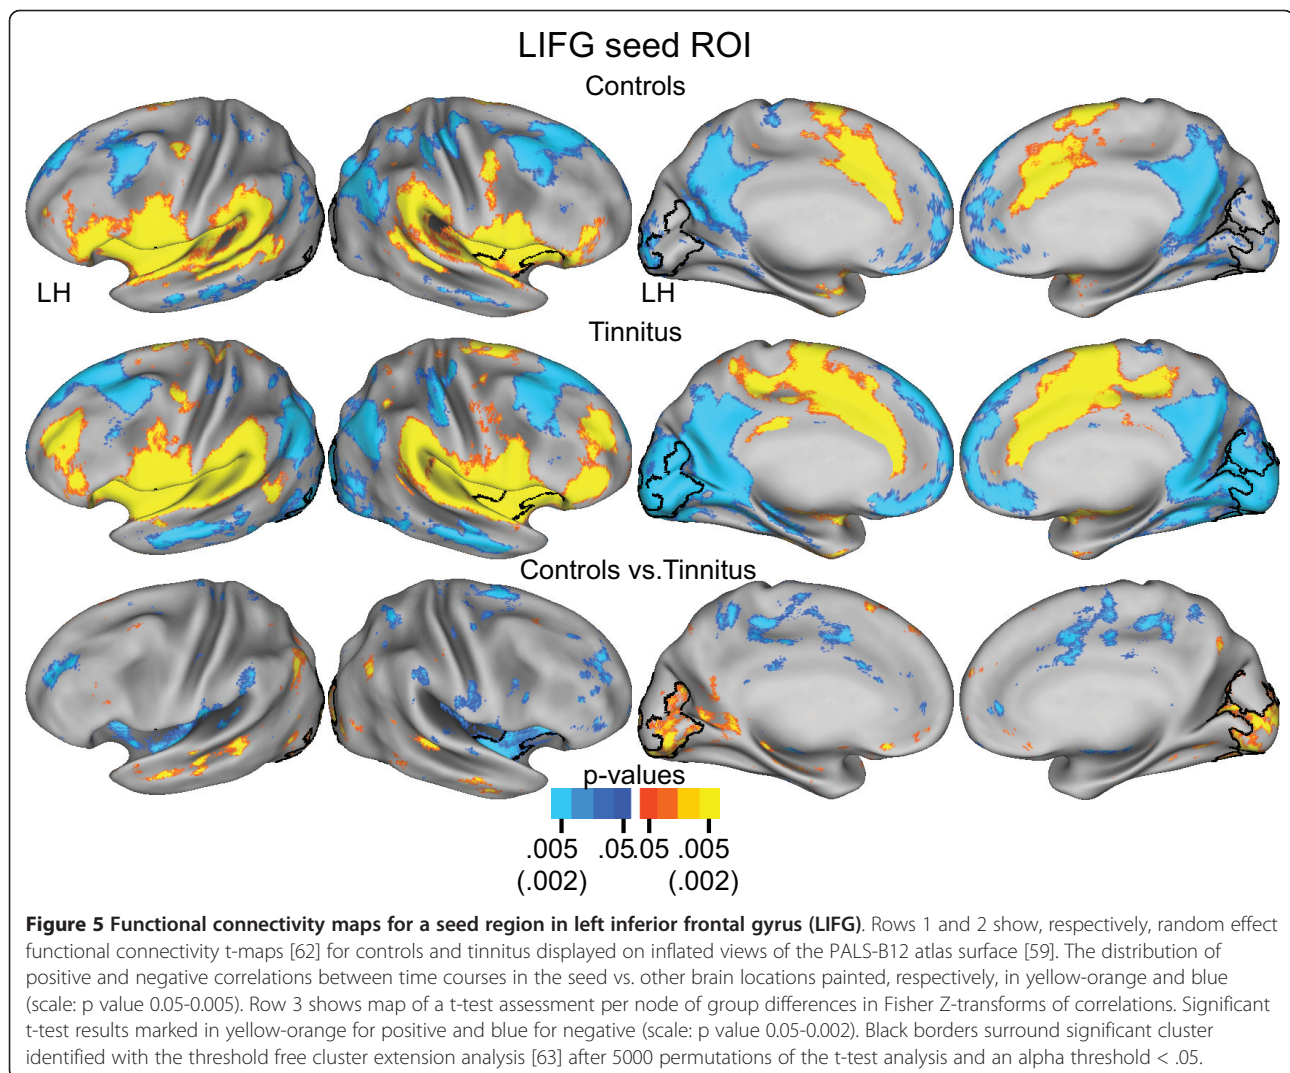 LIFG seed ROI
Controls
LH
LH
Tinnitus
Controls vs.Tinnitus
p-values
.005 .05.05 .005
(.002) (.002)
Figure 5 Functional connectivity maps for a seed region in left inferior frontal gyrus (LIFG). Rows 1 and 2 show, respectively, random effect
functional connectivity t-maps [62] for controls and tinnitus displayed on inflated views of the PALS-B12 atlas surface [59]. The distribution of
positive and negative correlations between time courses in the seed vs. other brain locations painted, respectively, in yellow-orange and blue
(scale: p value 0.05-0.005). Row 3 shows map of a t-test assessment per node of group differences in Fisher Z-transforms of correlations. Significant
t-test results marked in yellow-orange for positive and blue for negative (scale: p value 0.05-0.002). Black borders surround significant cluster
identified with the threshold free cluster extension analysis [63] after 5000 permutations of the t-test analysis and an alpha threshold < .05.